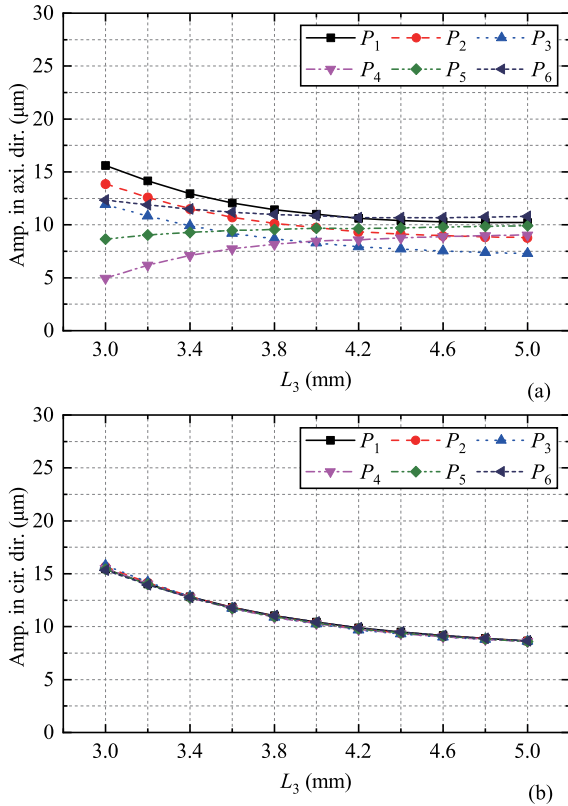 30
25
20
15
10
5
0
Amp. in axi. dir. (μm)
P1 P2 P3
P4 P5 P6
3.0 3.4 3.8 4.2 4.6 5.0
L3 (mm)
(a)
30
25
20
15
10
5
0
Amp. in cir. dir. (μm)
P1 P2 P3
P4 P5 P6
3.0 3.4 3.8 4.2 4.6 5.0
L3 (mm)
(b)